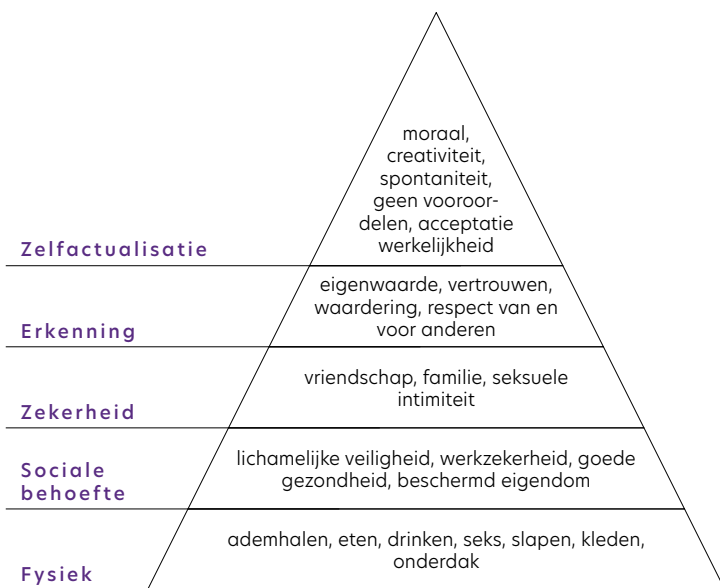 moraal,
creativiteit,
spontaniteit,
geen vooroor-
delen, acceptatie
werkelijkheid
Zelfactualisatie
eigenwaarde, vertrouwen,
waardering, respect van en
voor anderen
Erkenning
vriendschap, familie, seksuele
intimiteit
Zekerheid
lichamelijke veiligheid, werkzekerheid, goede
gezondheid, beschermd eigendom
Sociale
behoefte
ademhalen, eten, drinken, seks, slapen, kleden,
onderdak
Fysiek